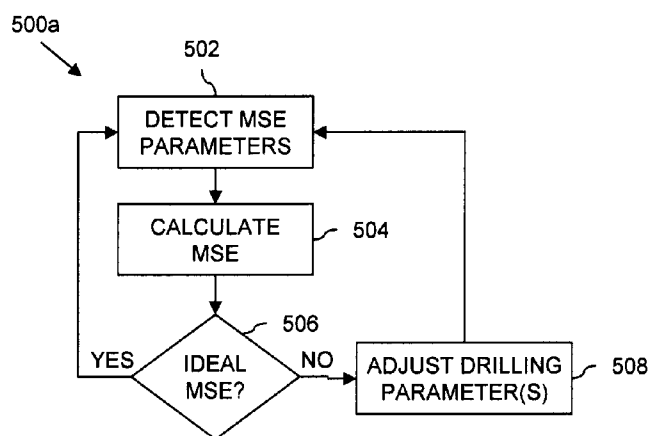 500a
502
DETECT MSE
PARAMETERS
CALCULATE
MSE
504
506
YES
IDEAL
MSE?
NO
ADJUST DRILLING
PARAMETER(S)
508